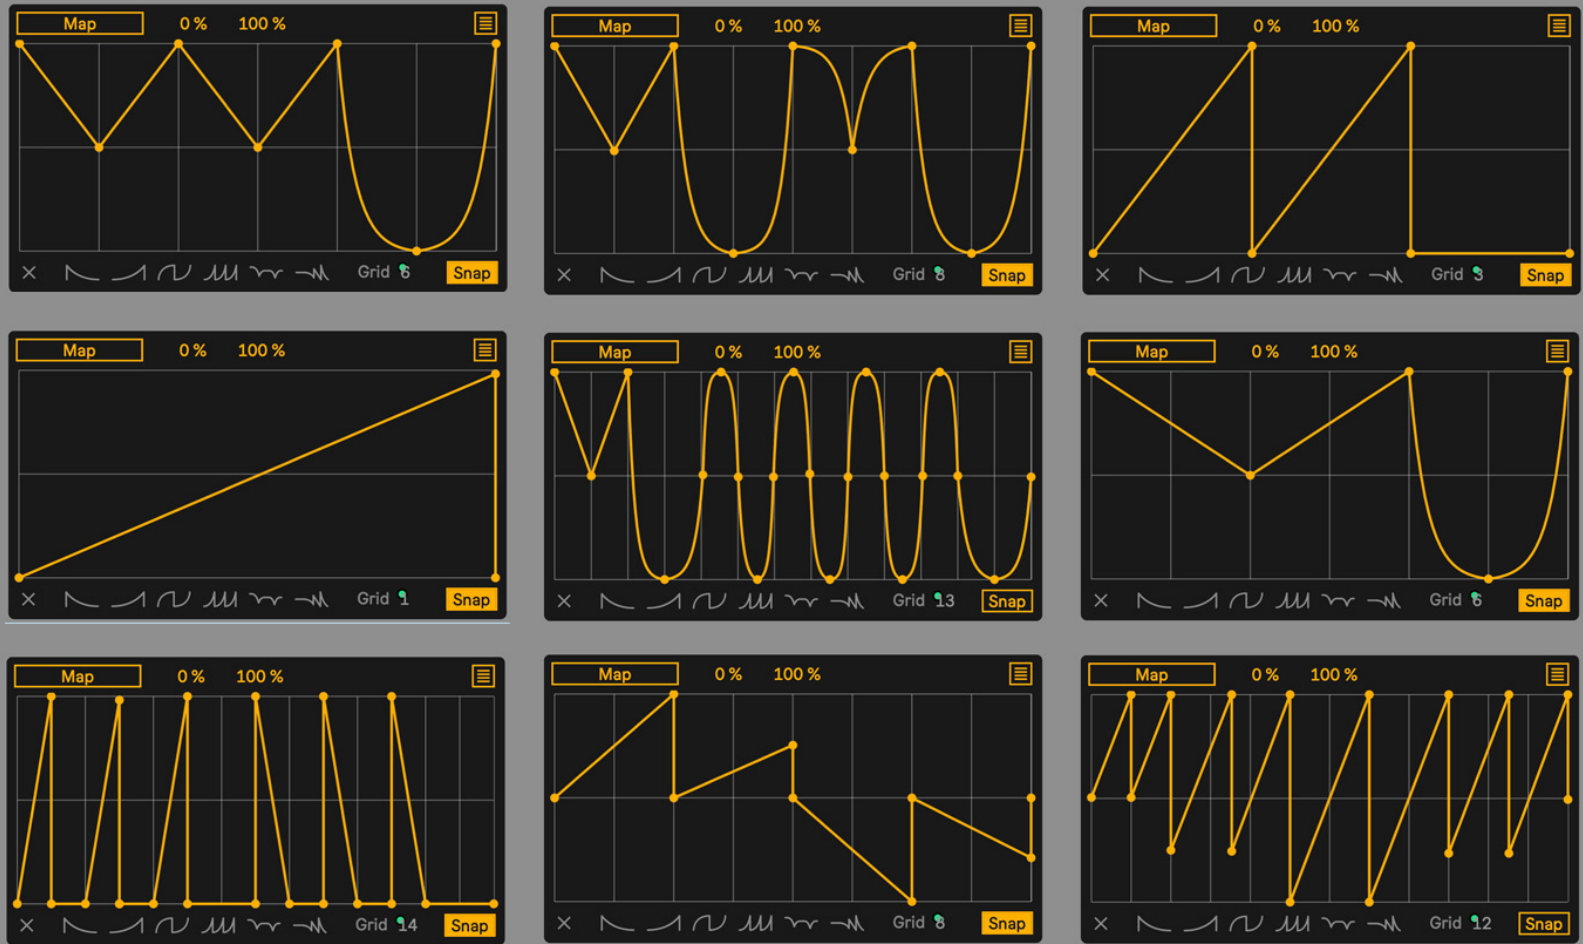 Map 0 % 100 %
Grid 6 Snap
Map 0 % 100 %
Grid 8 Snap
Map 0 % 100 %
Grid 3 Snap
Map 0 % 100 %
Grid 1 Snap
Map 0 % 100 %
Grid 13 Snap
Map 0 % 100 %
Grid 6 Snap
Map 0 % 100 %
Grid 14 Snap
Map 0 % 100 %
Grid 8 Snap
Map 0 % 100 %
Grid 12 Snap